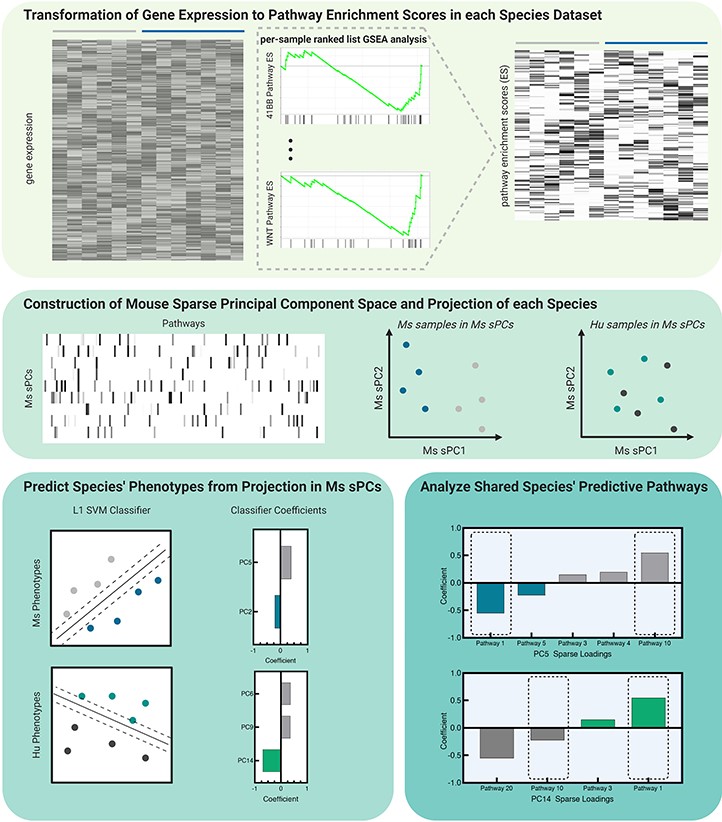 Transformation of Gene Expression to Pathway Enrichment Scores in each Species Dataset
gene expression
per-sample ranked list GSEA analysis
41BB Pathway ES
WNT Pathway ES
pathway enrichment scores (ES)
Construction of Mouse Sparse Principal Component Space and Projection of each Species
Pathways
Ms sPCs
Ms samples in Ms sPCs
Ms sPC2
Ms sPC1
Hu samples in Ms sPCs
Ms sPC2
Ms sPC1
Predict Species' Phenotypes from Projection in Ms sPCs
L1 SVM Classifier
Classifier Coefficients
Ms Phenotypes
PC5
PC2
-1 0 1
Coefficient
Hu Phenotypes
PC6
PC9
PC14
-1 0 1
Coefficient
Analyze Shared Species' Predictive Pathways
Coefficient
1.0
0.5
0.0
-0.5
-1.0
Pathway 1 Pathway 5 Pathway 3 Pathway 4 Pathway 10
PC5 Sparse Loadings
Coefficient
1.0
0.5
0.0
-0.5
-1.0
Pathway 20 Pathway 10 Pathway 3 Pathway 1
PC14 Sparse Loadings